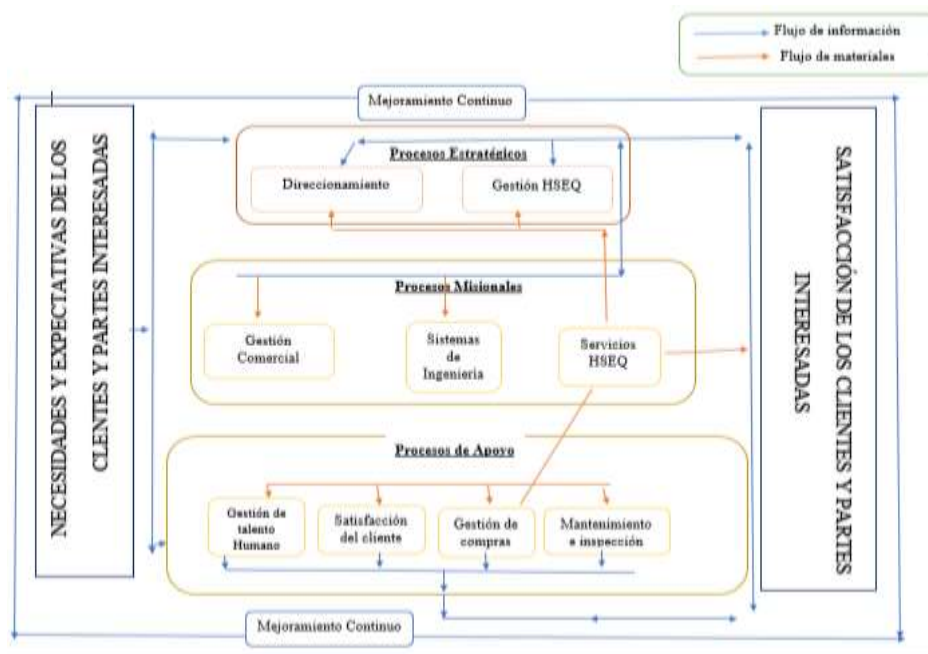 Flujo de información
Flujo de materiales
Mejoramiento Continuo
NECESIDADES Y EXPECTATIVAS DE LOS
CLENTES Y PARTES INTERESADAS
Procesos Estratégicos
Direccionamiento
Gestión HSEQ
Procesos Misionales
Gestión
Comercial
Sistemas
de
Ingeniería
Servicios
HSEQ
Procesos de Apoyo
Gestión de
talento
Humano
Satisfacción
del cliente
Gestión de
compras
Mantenimiento
e inspección
SATISFACCIÓN DE LOS CLIENTES Y PARTES
INTERESADAS
Mejoramiento Continuo